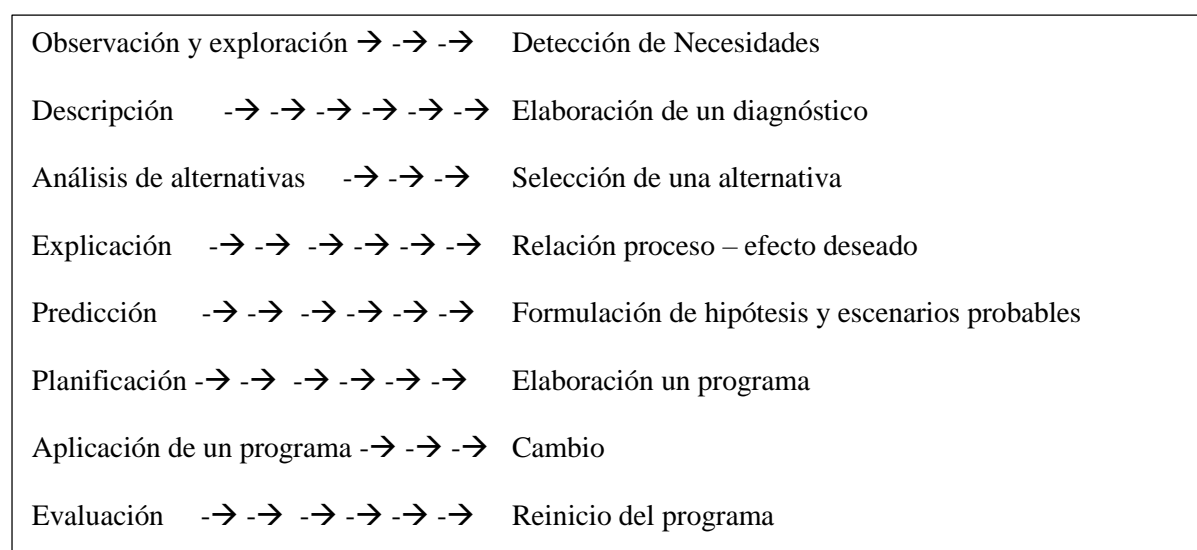 Observación y exploración → -→ -→ Detección de Necesidades
Descripción -→ -→ -→ -→ -→ -→ Elaboración de un diagnóstico
Análisis de alternativas -→ -→ -→ Selección de una alternativa
Explicación -→ -→ -→ -→ -→ -→ Relación proceso – efecto deseado
Predicción -→ -→ -→ -→ -→ -→ Formulación de hipótesis y escenarios probables
Planificación -→ -→ -→ -→ -→ -→ Elaboración un programa
Aplicación de un programa -→ -→ -→ Cambio
Evaluación -→ -→ -→ -→ -→ -→ Reinicio del programa